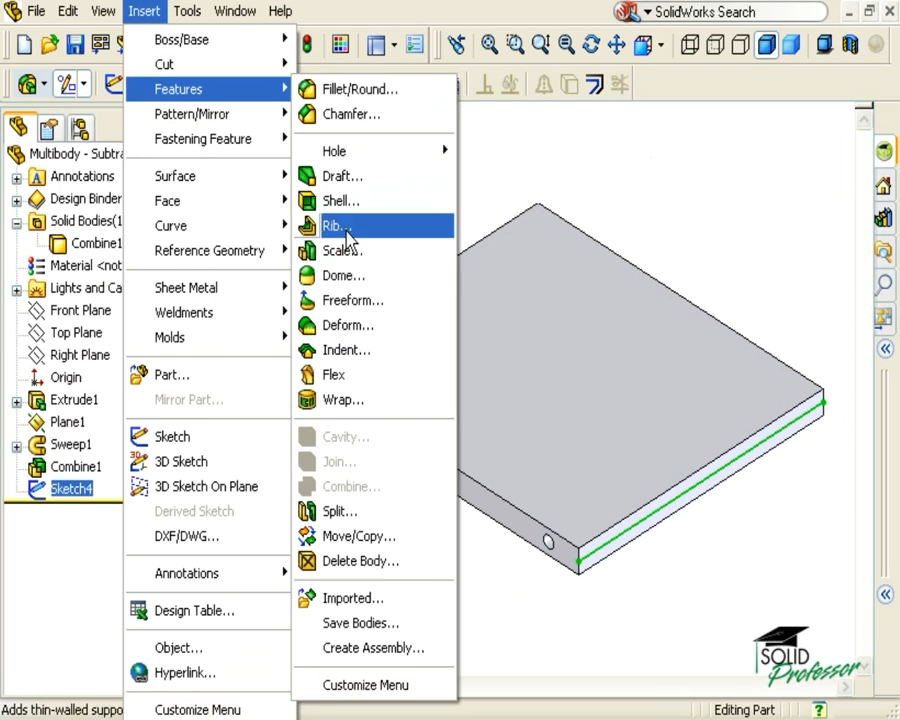 File Edit View Insert Tools Window Help SolidWorks Search
Boss/Base
Cut
Features
Pattern/Mirror
Fastening Feature
Surface
Face
Curve
Reference Geometry
Sheet Metal
Weldments
Molds
Part...
Mirror Part...
Sketch
3D Sketch
3D Sketch On Plane
Derived Sketch
DXF/DWG...
Annotations
Design Table...
Object...
Hyperlink...
Customize Menu
Fillet/Round...
Chamfer...
Hole
Draft...
Shell...
Rib...
Scale...
Dome...
Freeform...
Deform...
Indent...
Flex
Wrap...
Cavity...
Join...
Combine...
Split...
Move/Copy...
Delete Body...
Imported...
Save Bodies...
Create Assembly...
Customize Menu
Multibody - Subtra
Annotations
Design Binder
Solid Bodies(1
Combine1
Material <not
Lights and Ca
Front Plane
Top Plane
Right Plane
Origin
Extrude1
Plane1
Sweep1
Combine1
Sketch4
SOLID
Professor
Adds thin-walled suppo
Editing Part